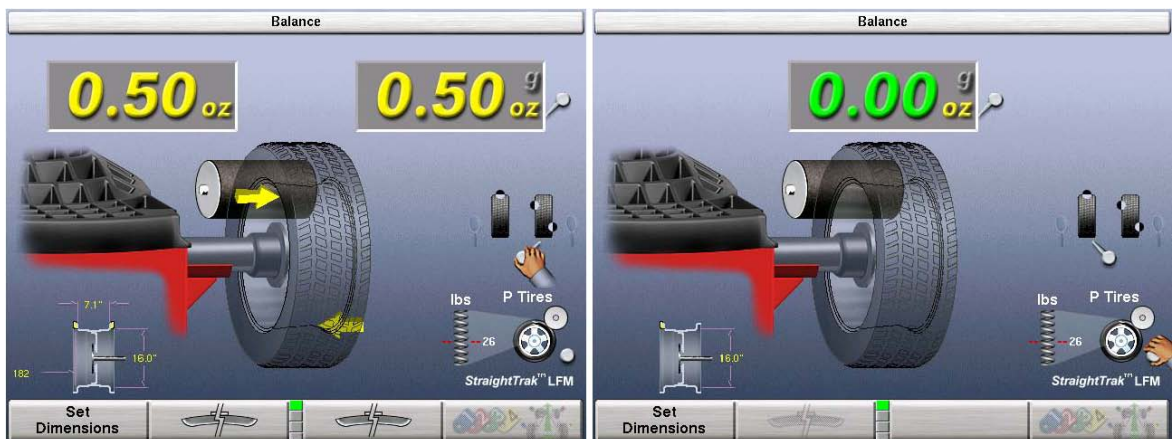 Balance
0.50 oz
0.50 oz g
7.1"
16.0"
182
lbs
P Tires
26
StraightTrak™ LFM
Set
Dimensions
Balance
0.00 oz g
16.0"
lbs
P Tires
26
StraightTrak™ LFM
Set
Dimensions